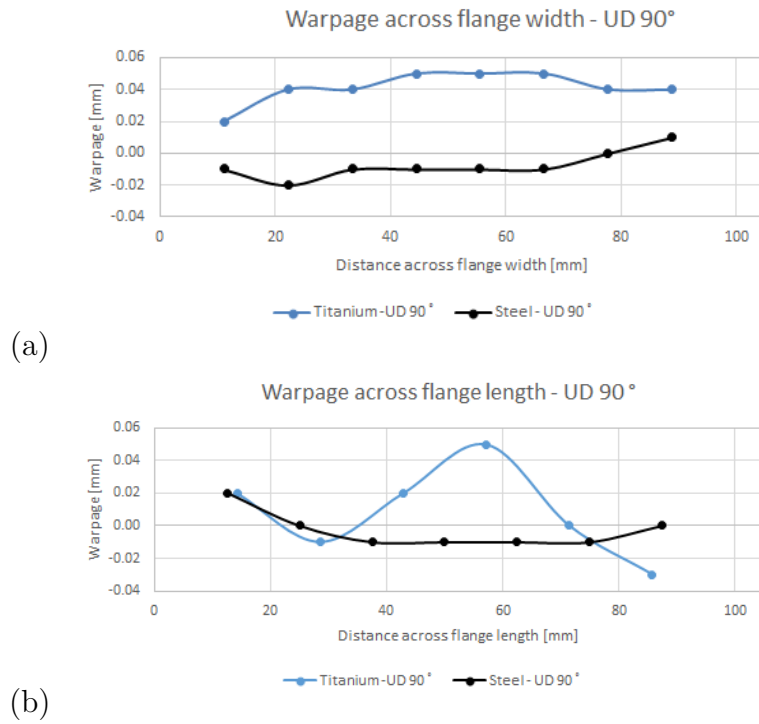 Warpage across flange width - UD 90°
0.06
0.04
0.02
0.00
-0.02
-0.04
Warpage [mm]
0 20 40 60 80 100
Distance across flange width [mm]
Titanium-UD 90° Steel - UD 90°
(a)
Warpage across flange length - UD 90°
0.06
0.04
0.02
0.00
-0.02
-0.04
Warpage [mm]
0 20 40 60 80 100
Distance across flange length [mm]
Titanium-UD 90° Steel - UD 90°
(b)